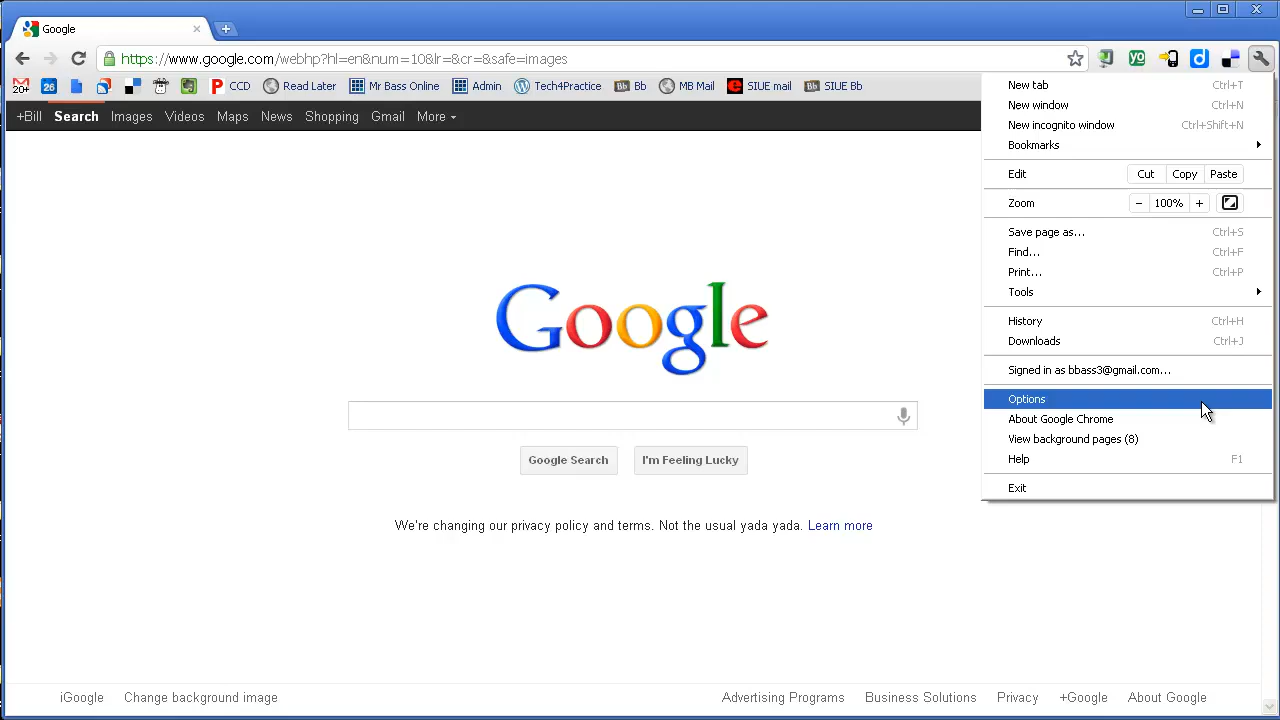 Google
https://www.google.com/webhp?hl=en&num=10&lr=&cr=&safe=images
20+
26
CCD Read Later Mr Bass Online Admin Tech4Practice Bb Bb MB Mail SIUE mail Bb SIUE Bb
+Bill Search Images Videos Maps News Shopping Gmail More
New tab Ctrl+T
New window Ctrl+N
New incognito window Ctrl+Shift+N
Bookmarks
Edit Cut Copy Paste
Zoom - 100% +
Save page as... Ctrl+S
Find... Ctrl+F
Print... Ctrl+P
Tools
History Ctrl+H
Downloads Ctrl+J
Signed in as bbass3@gmail.com...
Options
About Google Chrome
View background pages (8)
Help F1
Exit
Google
Google Search I'm Feeling Lucky
We're changing our privacy policy and terms. Not the usual yada yada. Learn more
iGoogle Change background image Advertising Programs Business Solutions Privacy +Google About Google